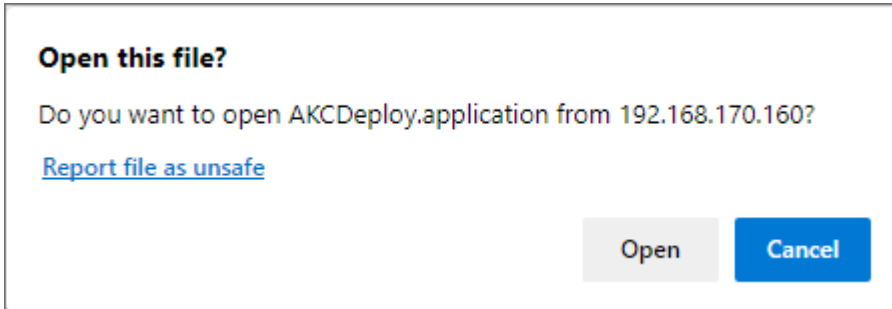 Open this file?
Do you want to open AKCDeploy.application from 192.168.170.160?
Report file as unsafe
Open
Cancel